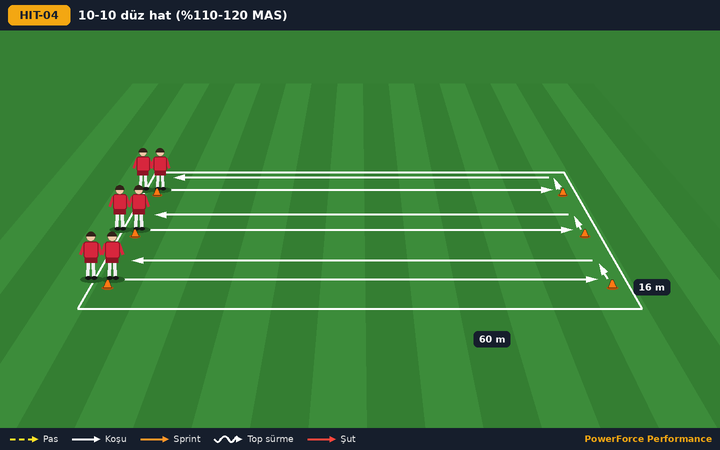 HIT-04
10-10 düz hat (%110-120 MAS)
16 m
60 m
Pas
Koşu
Sprint
Top sürme
Şut
PowerForce Performance